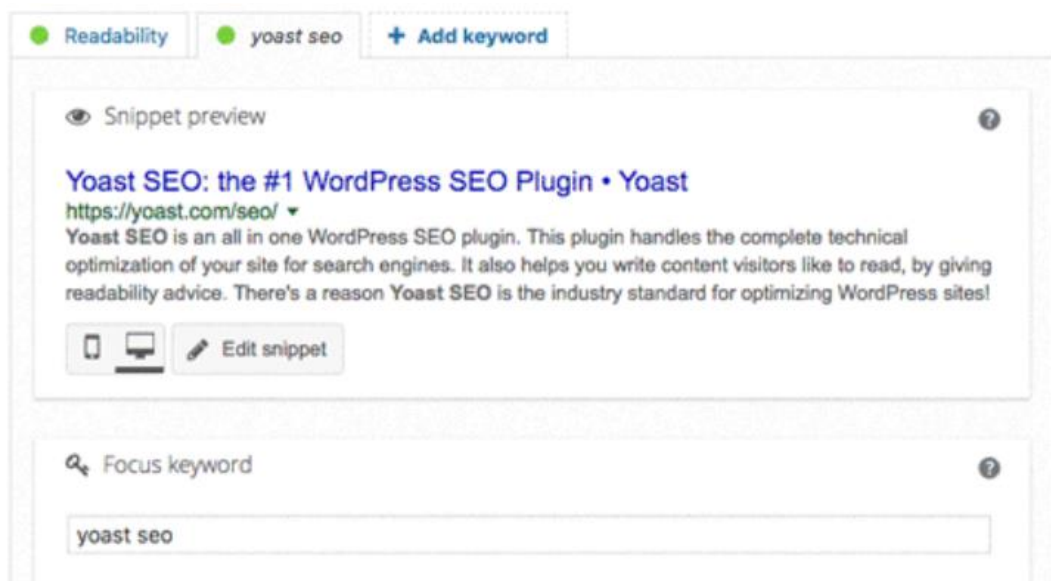 Readability yoast seo + Add keyword
Snippet preview
Yoast SEO: the #1 WordPress SEO Plugin • Yoast
https://yoast.com/seo/
Yoast SEO is an all in one WordPress SEO plugin. This plugin handles the complete technical
optimization of your site for search engines. It also helps you write content visitors like to read, by giving
readability advice. There's a reason Yoast SEO is the industry standard for optimizing WordPress sites!
Edit snippet
Focus keyword
yoast seo